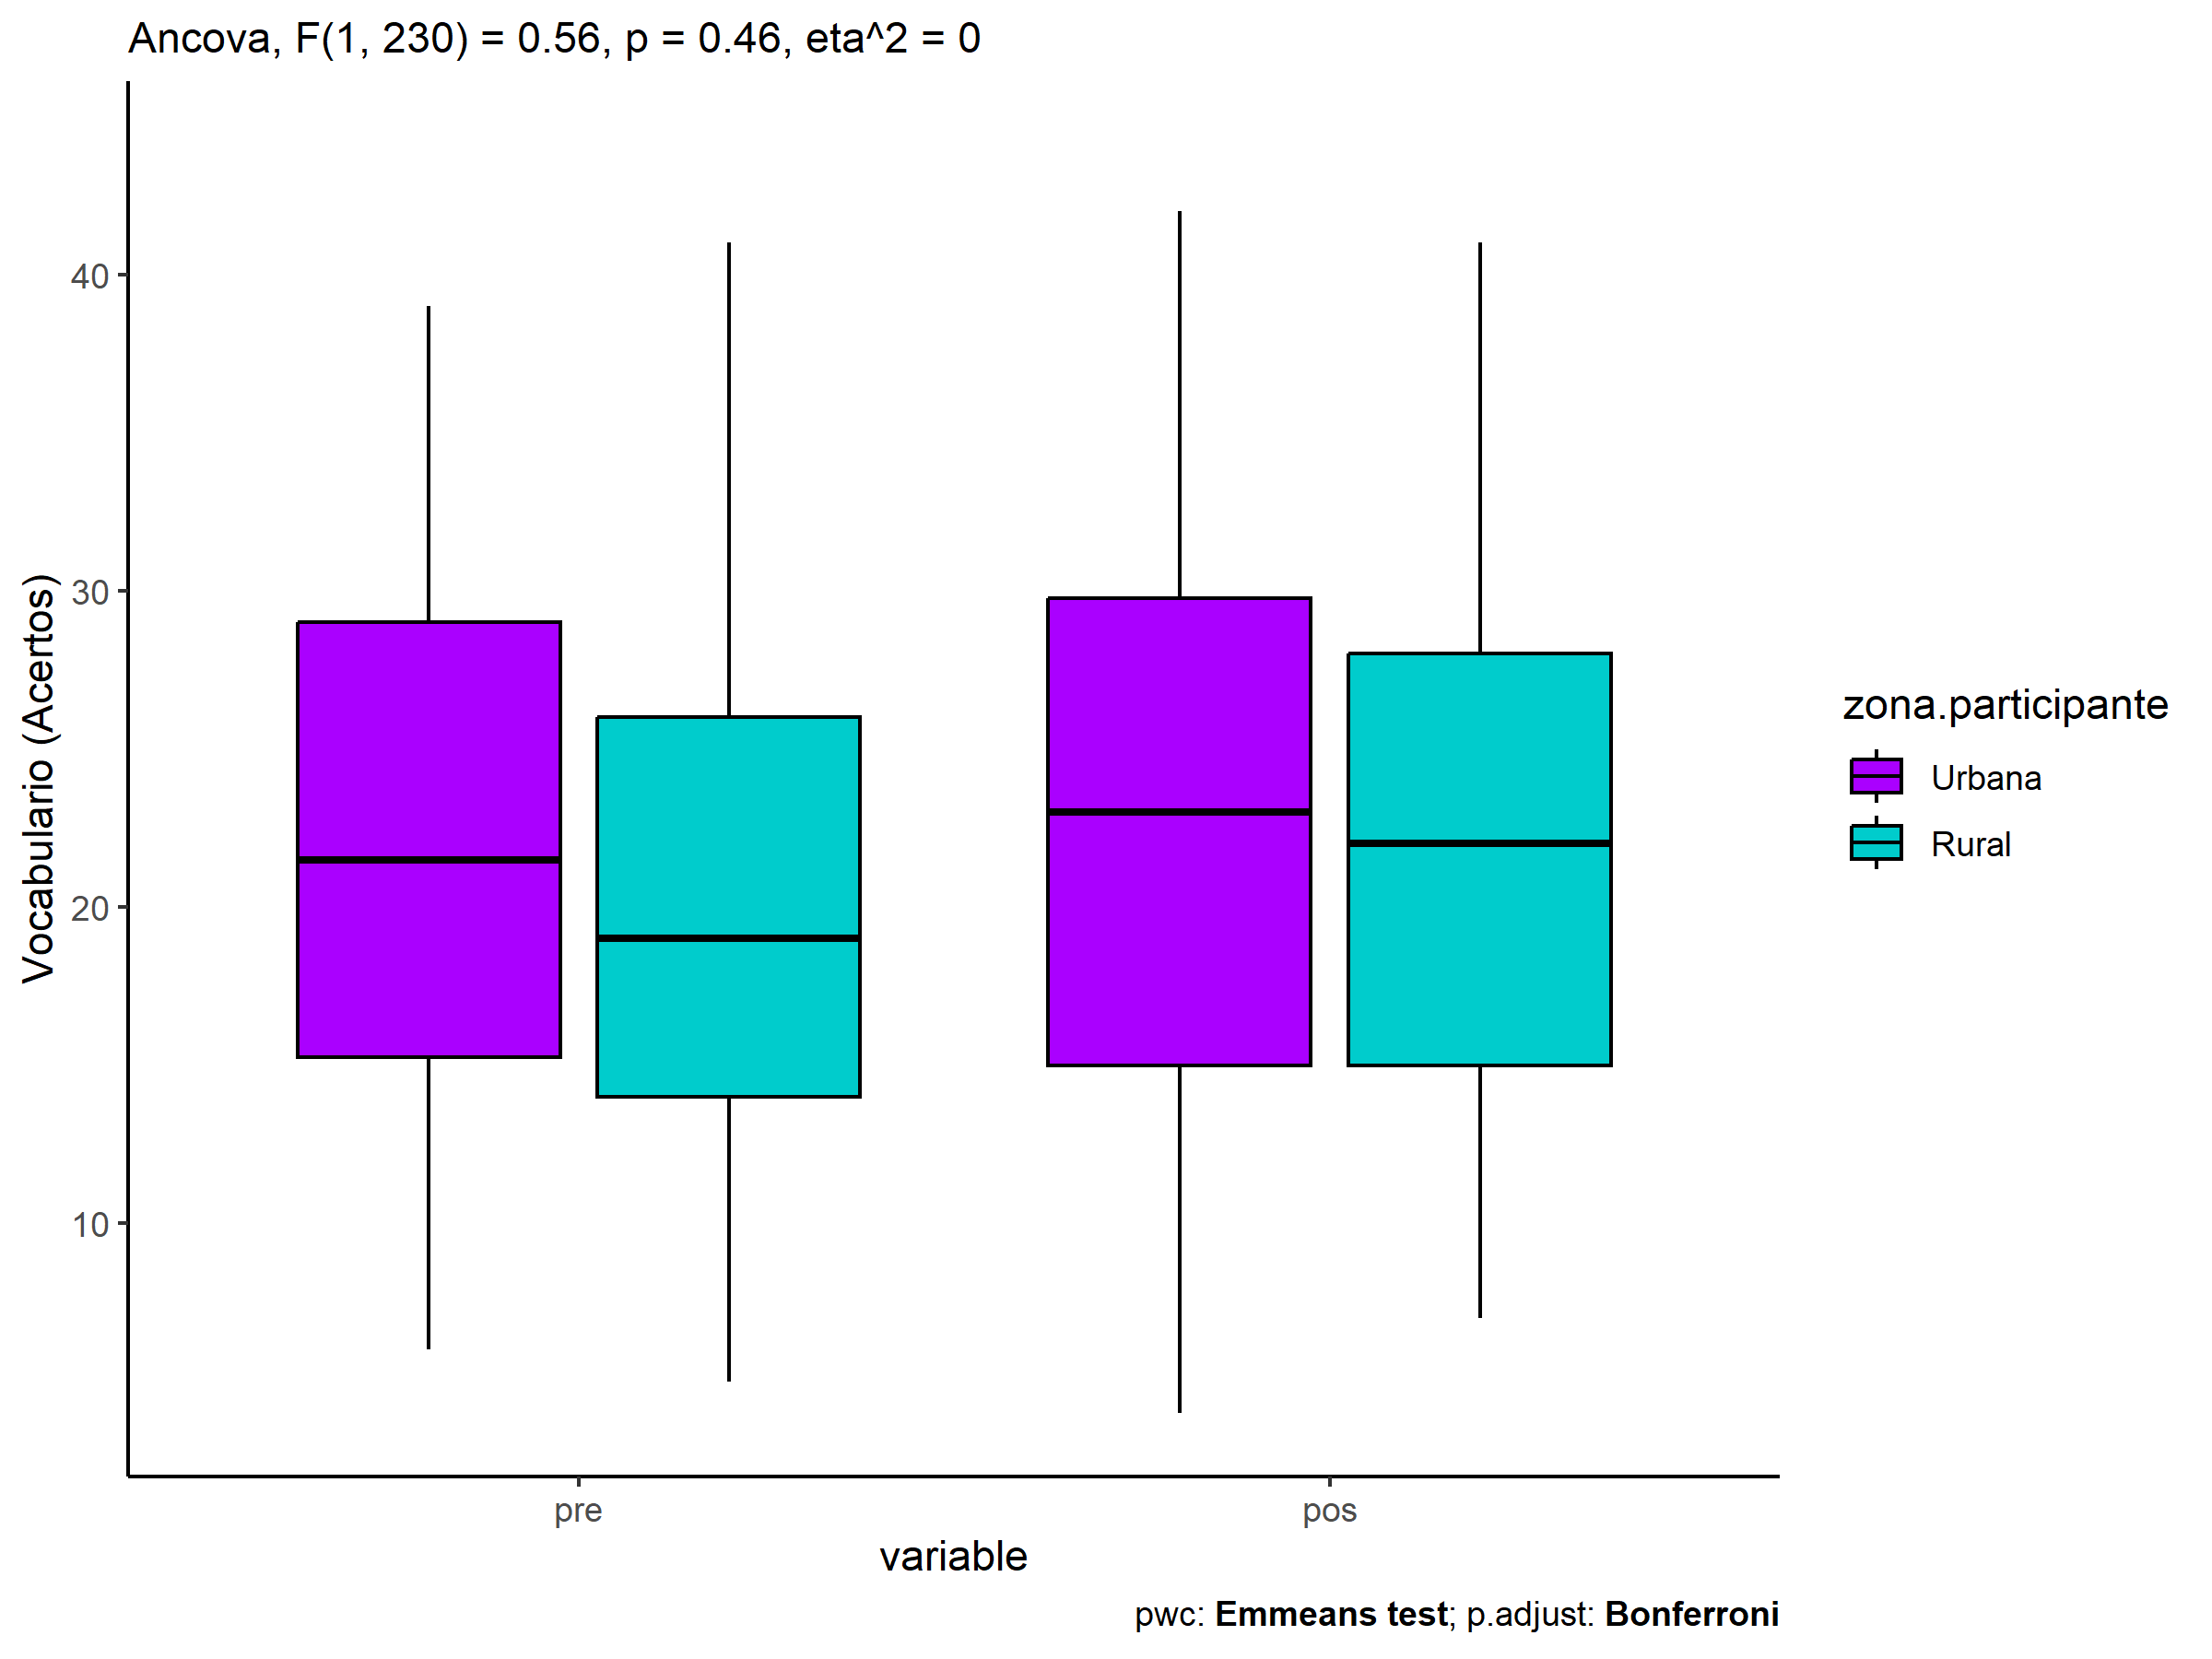 Ancova, F(1, 230) = 0.56, p = 0.46, eta^2 = 0
Vocabulario (Acertos)
40
30
20
10
pre
pos
variable
zona.participante
Urbana
Rural
pwc: Emmeans test; p.adjust: Bonferroni